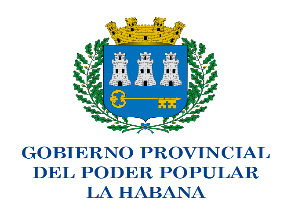 GOBIERNO PROVINCIAL
DEL PODER POPULAR
LA HABANA